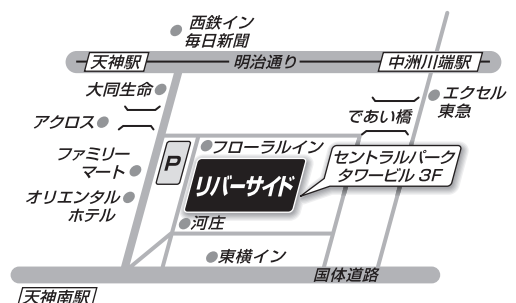 西鉄イン
毎日新聞
天神駅
明治通り
中洲川端駅
大同生命
エクセル
東急
アクロス
であい橋
フローラルイン
P
ファミリー
マート
セントラルパーク
タワービル 3F
リバーサイド
オリエンタル
ホテル
河庄
東横イン
国体道路
天神南駅